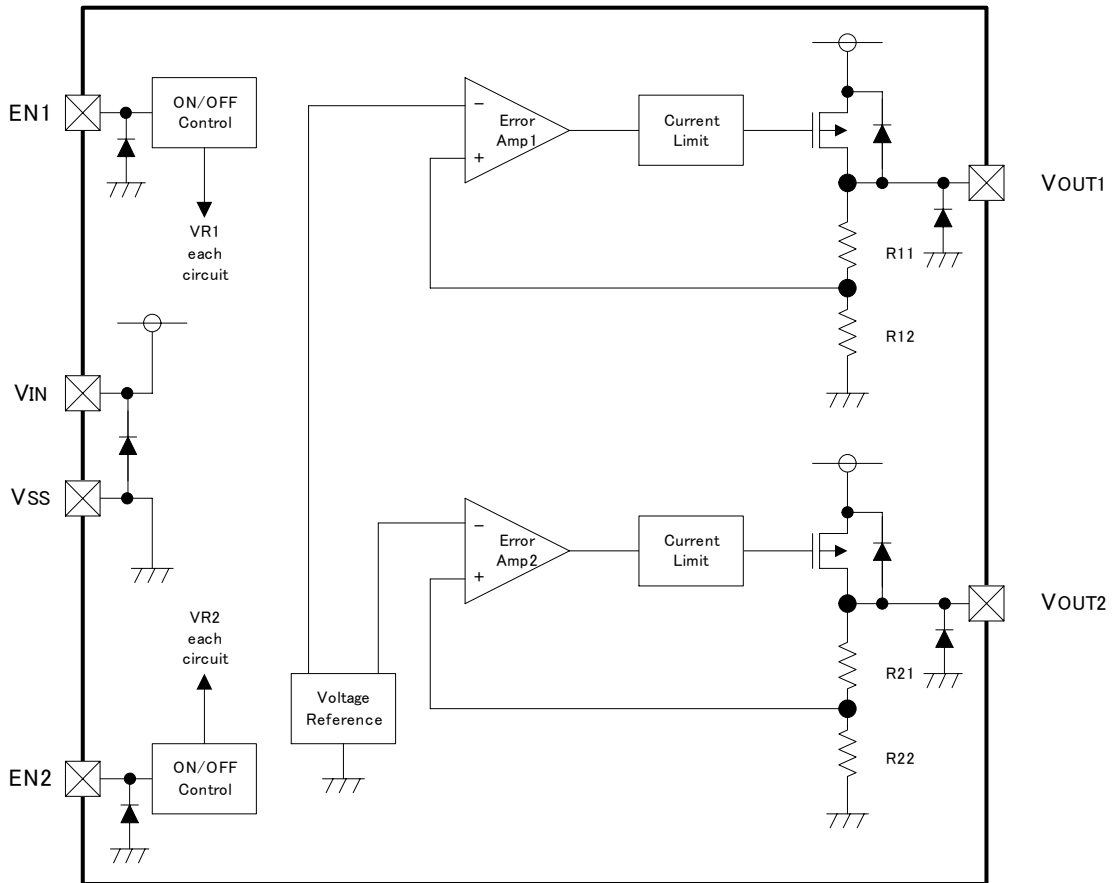 EN1
ON/OFF
Control
VR1
each
circuit
VIN
VSS
VR2
each
circuit
EN2
ON/OFF
Control
Voltage
Reference
−
Error
Amp1
+
Current
Limit
R11
R12
VOUT1
−
Error
Amp2
+
Current
Limit
R21
R22
VOUT2